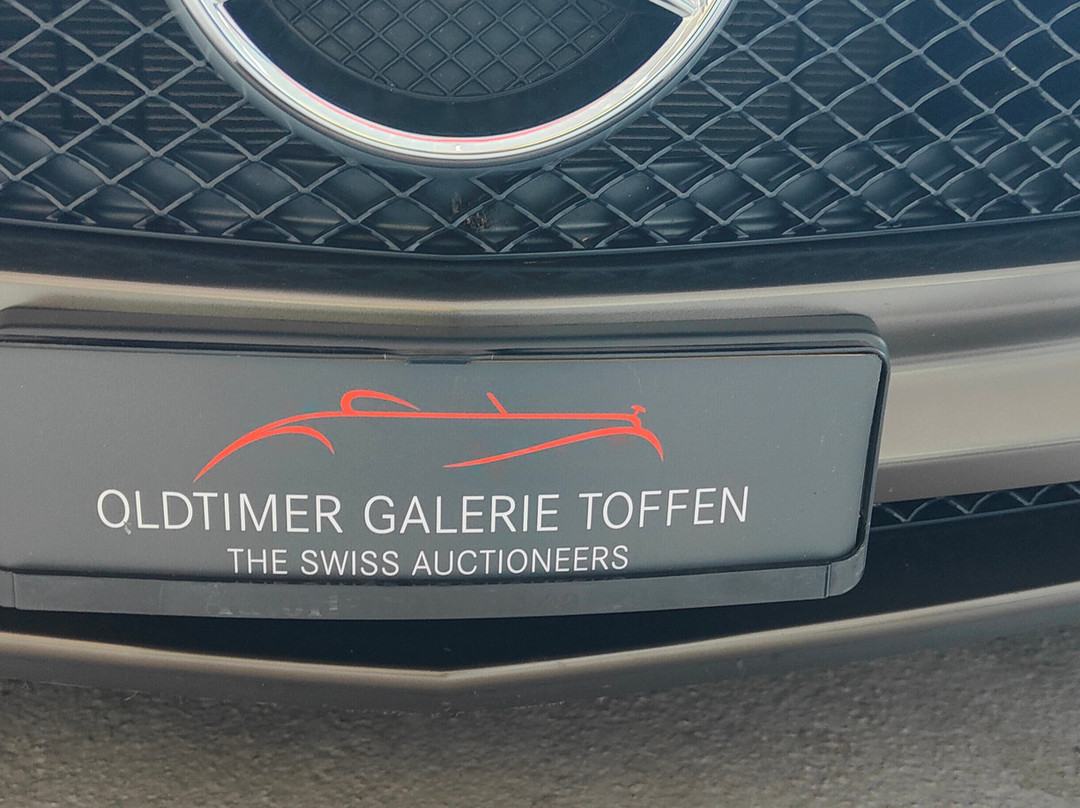 OLDTIMER GALERIE TOFFEN
THE SWISS AUCTIONEERS